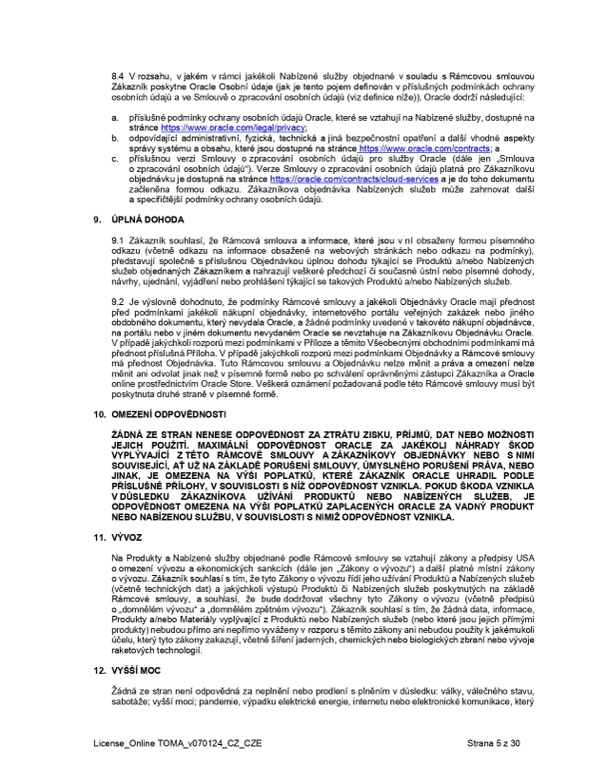 8.4 V rozsahu, v jakém v rámci jakékoli Nabízené služby objednané v souladu s Rámcovou smlouvou
Zákazník poskytne Oracle Osobní údaje (jak je tento pojem definován v příslušných podmínkách ochrany
osobních údajů a ve Smlouvě o zpracování osobních údajů (viz definice níže)), Oracle dodrží následující:
a. příslušné podmínky ochrany osobních údajů Oracle, které se vztahují na Nabízené služby, dostupné na
stránce https://www.oracle.com/legal/privacy;
b. odpovídající administrativní, fyzická, technická a jiná bezpečnostní opatření a další vhodné aspekty
správy systému a obsahu, které jsou dostupné na stránce https://www.oracle.com/contracts; a
c. příslušnou verzi Smlouvy o zpracování osobních údajů pro služby Oracle (dále jen „Smlouva
o zpracování osobních údajů“). Verze Smlouvy o zpracování osobních údajů platná pro Zákazníkovu
objednávku je dostupná na stránce https://oracle.com/contracts/cloud-services a je do toho dokumentu
začleněna formou odkazu. Zákazníkova objednávka Nabízených služeb může zahrnovat další
a specifičtější podmínky ochrany osobních údajů.
9. ÚPLNÁ DOHODA
9.1 Zákazník souhlasí, že Rámcová smlouva a informace, které jsou v ní obsaženy formou písemného
odkazu (včetně odkazu na informace obsažené na webových stránkách nebo odkazu na podmínky),
představují společně s příslušnou Objednávkou úplnou dohodu týkající se Produktů a/nebo Nabízených
služeb objednaných Zákazníkem a nahrazují veškeré předchozí či současné ústní nebo písemné dohody,
návrhy, ujednání, vyjádření nebo prohlášení týkající se takových Produktů a/nebo Nabízených služeb.
9.2 Je výslovně dohodnuto, že podmínky Rámcové smlouvy a jakékoli Objednávky Oracle mají přednost
před podmínkami jakékoli nákupní objednávky, internetového portálu veřejných zakázek nebo jiného
obdobného dokumentu, který nevydala Oracle, a žádné podmínky uvedené v takovéto nákupní objednávce,
na portálu nebo v jiném dokumentu nevydaném Oracle se nevztahuje na Zákazníkovu Objednávku Oracle.
V případě jakýchkoli rozporů mezi podmínkami v Příloze a těmito Všeobecnými obchodními podmínkami má
přednost příslušná Příloha. V případě jakýchkoli rozporů mezi podmínkami Objednávky a Rámcové smlouvy
má přednost Objednávka. Tuto Rámcovou smlouvu a Objednávku nelze měnit a práva a omezení nelze
měnit ani odvolat jinak než v písemné formě nebo po schválení oprávněnými zástupci Zákazníka a Oracle
online prostřednictvím Oracle Store. Veškerá oznámení požadovaná podle této Rámcové smlouvy musí být
poskytnuta druhé straně v písemné formě.
10. OMEZENÍ ODPOVĚDNOSTI
ŽÁDNÁ ZE STRAN NENESE ODPOVĚDNOST ZA ZTRÁTU ZISKU, PŘÍJMŮ, DAT NEBO MOŽNOSTI
JEJICH POUŽITÍ. MAXIMÁLNÍ ODPOVĚDNOST ORACLE ZA JAKÉKOLI NÁHRADY ŠKOD
VYPLÝVAJÍCÍ Z TÉTO RÁMCOVÉ SMLOUVY A ZÁKAZNÍKOVY OBJEDNÁVKY NEBO S NIMI
SOUVISEJÍCÍ, AŤ UŽ NA ZÁKLADĚ PORUŠENÍ SMLOUVY, ÚMYSLNÉHO PORUŠENÍ PRÁVA, NEBO
JINAK, JE OMEZENA NA VÝŠI POPLATKŮ, KTERÉ ZÁKAZNÍK ORACLE UHRADIL PODLE
PŘÍSLUŠNÉ PŘÍLOHY, V SOUVISLOSTI S NÍŽ ODPOVĚDNOST VZNIKLA. POKUD ŠKODA VZNIKLA
V DŮSLEDKU ZÁKAZNÍKOVA UŽÍVÁNÍ PRODUKTŮ NEBO NABÍZENÝCH SLUŽEB, JE
ODPOVĚDNOST OMEZENA NA VÝŠI POPLATKŮ ZAPLACENÝCH ORACLE ZA VADNÝ PRODUKT
NEBO NABÍZENOU SLUŽBU, V SOUVISLOSTI S NIMIŽ ODPOVĚDNOST VZNIKLA.
11. VÝVOZ
Na Produkty a Nabízené služby objednané podle Rámcové smlouvy se vztahují zákony a předpisy USA
o omezení vývozu a ekonomických sankcích (dále jen „Zákony o vývozu“) a další platné místní zákony
o vývozu. Zákazník souhlasí s tím, že tyto Zákony o vývozu řídí jeho užívání Produktů a Nabízených služeb
(včetně technických dat) a jakýchkoli výstupů Produktů či Nabízených služeb poskytnutých na základě
Rámcové smlouvy, a souhlasí, že bude dodržovat všechny tyto Zákony o vývozu (včetně předpisů
o „domnělém vývozu“ a „domnělém zpětném vývozu“). Zákazník souhlasí s tím, že žádná data, informace,
Produkty a/nebo Materiály vyplývající z Produktů nebo Nabízených služeb (nebo které jsou jejich přímými
produkty) nebudou přímo ani nepřímo vyváženy v rozporu s těmito zákony ani nebudou použity k jakémukoli
účelu, který tyto zákony zakazují, včetně šíření jaderných, chemických nebo biologických zbraní nebo vývoje
raketových technologií.
12. VYŠŠÍ MOC
Žádná ze stran není odpovědná za neplnění nebo prodlení s plněním v důsledku: války, válečného stavu,
sabotáže; vyšší moci; pandemie, výpadku elektrické energie, internetu nebo elektronické komunikace, který
License_Online TOMA_v070124_CZ_CZE
Strana 5 z 30